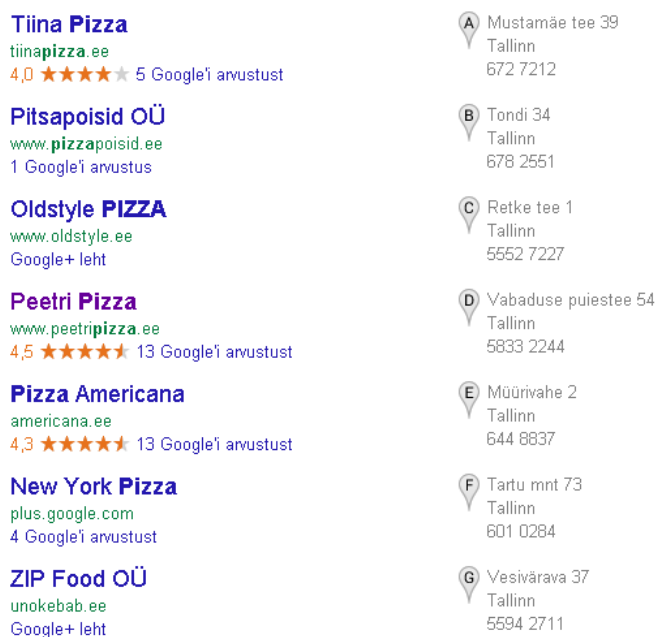 Tiina Pizza
tiinapizza.ee
4,0 ★★★★★ 5 Google'i arvustust
A Mustamäe tee 39
Tallinn
672 7212
Pitsapoisid OÜ
www.pizzapoisid.ee
1 Google'i arvustus
B Tondi 34
Tallinn
678 2551
Oldstyle PIZZA
www.oldstyle.ee
Google+ leht
C Retke tee 1
Tallinn
5552 7227
Peetri Pizza
www.peetripizza.ee
4,5 ★★★★★ 13 Google'i arvustust
D Vabaduse puiestee 54
Tallinn
5833 2244
Pizza Americana
americana.ee
4,3 ★★★★★ 13 Google'i arvustust
E Müürivahe 2
Tallinn
644 8837
New York Pizza
plus.google.com
4 Google'i arvustust
F Tartu mnt 73
Tallinn
601 0284
ZIP Food OÜ
unokebab.ee
Google+ leht
G Vesivärava 37
Tallinn
5594 2711